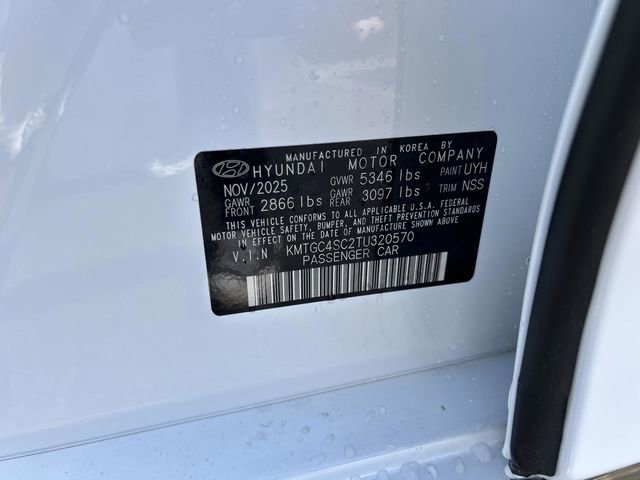 MANUFACTURED IN KOREA BY
HYUNDAI MOTOR COMPANY
NOV/2025 GVWR 5346 lbs PAINT UYH
GAWR FRONT 2866 lbs GAWR REAR 3097 lbs TRIM NSS
THIS VEHICLE CONFORMS TO ALL APPLICABLE U.S.A. FEDERAL
MOTOR VEHICLE SAFETY, BUMPER, AND THEFT PREVENTION STANDARDS
IN EFFECT ON THE DATE OF MANUFACTURE SHOWN ABOVE
V.I.N KMTGC4SC2TU320570
PASSENGER CAR